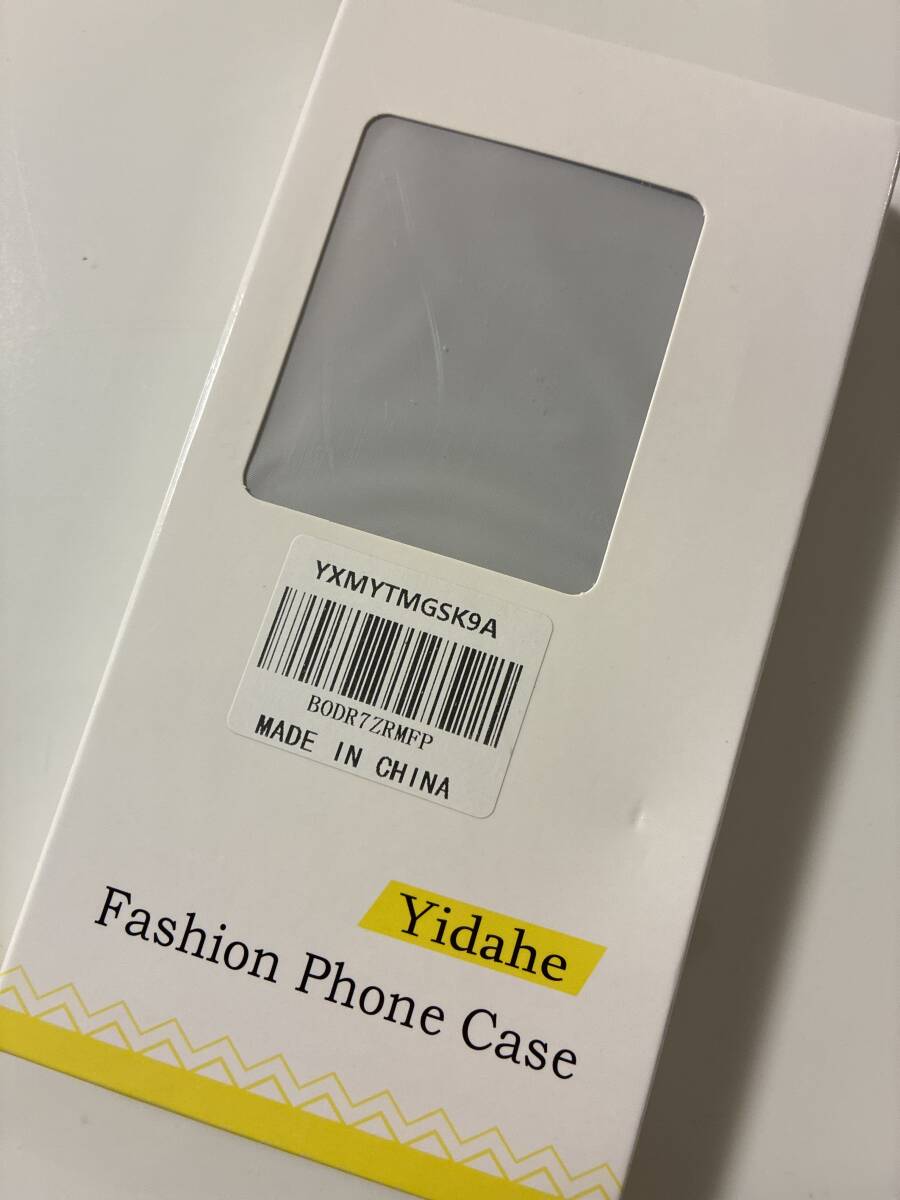 YXMYTMGSK9A
B0DR7ZRMFP
MADE IN CHINA
Yidahe
Fashion Phone Case